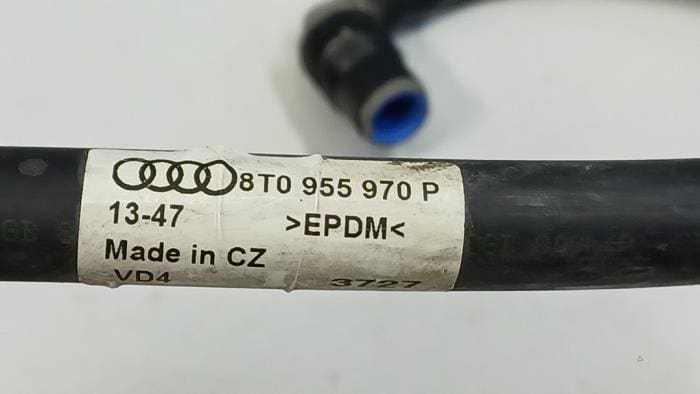 8T0 955 970 P
13-47 >EPDM<
Made in CZ
VD4 3727